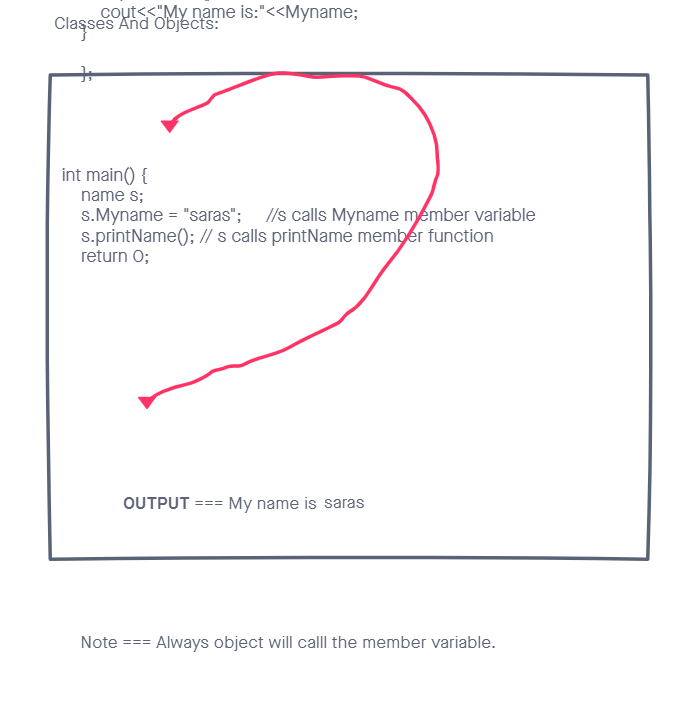 cout<<"My name is:"<<Myname;
Classes And Objects:
}
};
int main() {
name s;
s.Myname = "saras"; //s calls Myname member variable
s.printName(); // s calls printName member function
return 0;
OUTPUT === My name is saras
Note === Always object will calll the member variable.